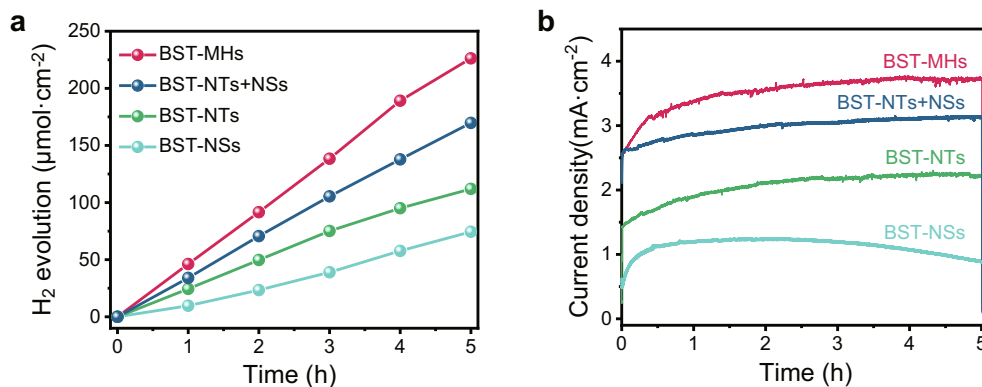 a
H₂ evolution (μmol·cm⁻²)
250
200
150
100
50
0
BST-MHs
BST-NTs+NSs
BST-NTs
BST-NSs
0 1 2 3 4 5
Time (h)
b
Current density(mA·cm⁻²)
4
3
2
1
0
BST-MHs
BST-NTs+NSs
BST-NTs
BST-NSs
0 1 2 3 4 5
Time (h)